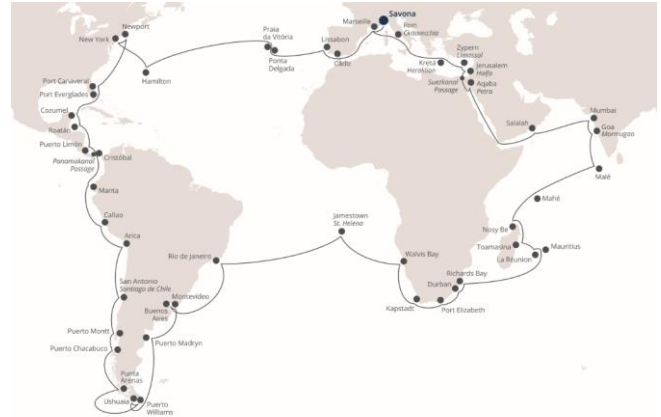 Savona
Marseille
Rom
Civitavecchia
Newport
New York
Praia
da Vitória
Ponta
Delgada
Lissabon
Cádiz
Hamilton
Kreta
Heraklion
Zypern
Limassol
Jerusalem
Haifa
Suezkanal
Passage
Aqaba
Petra
Port Canaveral
Port Everglades
Cozumel
Roatán
Puerto Limón
Panamakanal
Passage
Cristóbal
Salalah
Mumbai
Goa
Mormugao
Malé
Manta
Callao
Arica
Mahé
Nosy Be
Toamasina
Mauritius
La Reunion
Jamestown
St. Helena
Rio de Janeiro
Walvis Bay
Richards Bay
Durban
Kapstadt
Port Elizabeth
San Antonio
Santiago de Chile
Montevideo
Buenos
Aires
Puerto Montt
Puerto Chacabuco
Puerto Madryn
Punta
Arenas
Ushuaia
Puerto
Williams